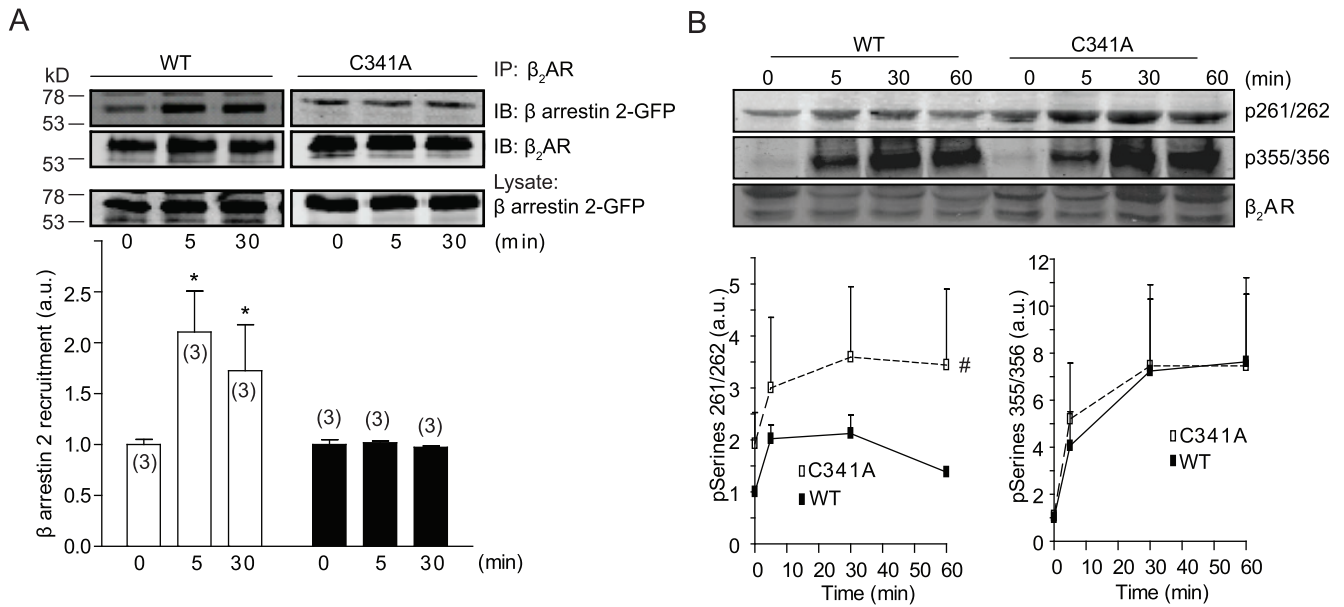 A
WT
C341A
IP: β₂AR
kD
78
53
IB: β arrestin 2-GFP
53
IB: β₂AR
Lysate:
78
53
β arrestin 2-GFP
0 5 30 0 5 30 (min)
β arrestin 2 recruitment (a.u.)
2.5
2.0
1.5
1.0
0.5
0.0
*
*
(3)
(3)
(3)
(3)
(3)
(3)
0 5 30 0 5 30 (min)
B
WT
C341A
0 5 30 60 0 5 30 60 (min)
p261/262
p355/356
β₂AR
pSerines 261/262 (a.u.)
5
4
3
2
1
0
#
C341A
WT
0 10 20 30 40 50 60
Time (min)
pSerines 355/356 (a.u.)
12
10
8
6
4
2
0
C341A
WT
0 10 20 30 40 50 60
Time (min)